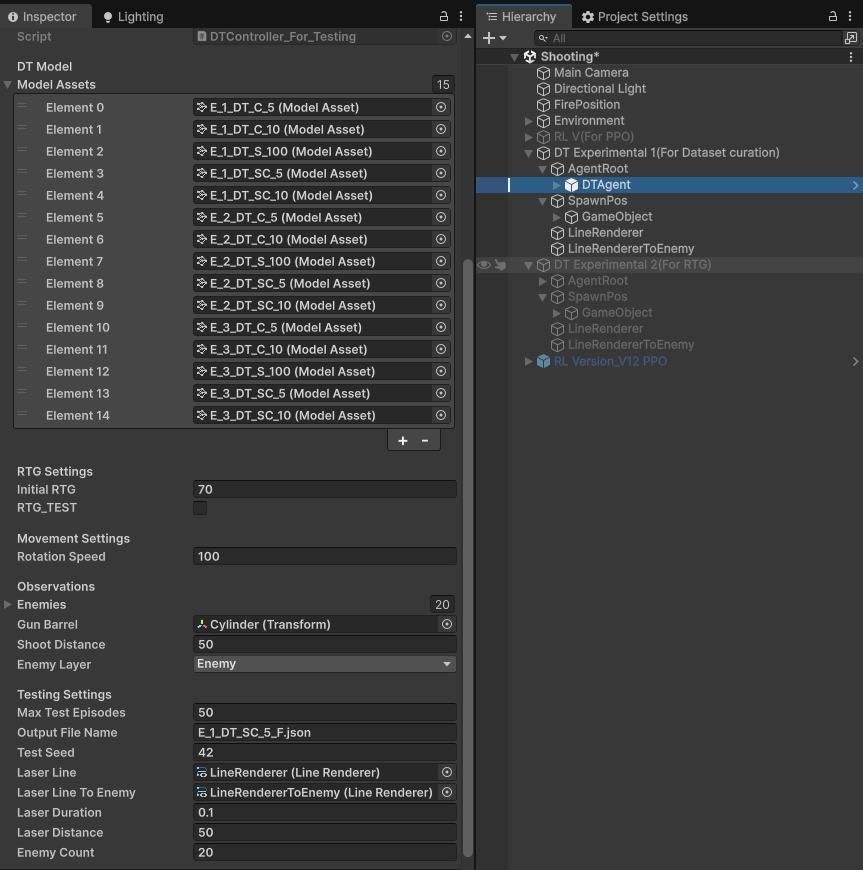 Inspector
Lighting
Script
DTController_For_Testing
DT Model
Model Assets
15
Element 0
E_1_DT_C_5 (Model Asset)
Element 1
E_1_DT_C_10 (Model Asset)
Element 2
E_1_DT_S_100 (Model Asset)
Element 3
E_1_DT_SC_5 (Model Asset)
Element 4
E_1_DT_SC_10 (Model Asset)
Element 5
E_2_DT_C_5 (Model Asset)
Element 6
E_2_DT_C_10 (Model Asset)
Element 7
E_2_DT_S_100 (Model Asset)
Element 8
E_2_DT_SC_5 (Model Asset)
Element 9
E_2_DT_SC_10 (Model Asset)
Element 10
E_3_DT_C_5 (Model Asset)
Element 11
E_3_DT_C_10 (Model Asset)
Element 12
E_3_DT_S_100 (Model Asset)
Element 13
E_3_DT_SC_5 (Model Asset)
Element 14
E_3_DT_SC_10 (Model Asset)
+ -
RTG Settings
Initial RTG
70
RTG_TEST
Movement Settings
Rotation Speed
100
Observations
Enemies
20
Gun Barrel
Cylinder (Transform)
Shoot Distance
50
Enemy Layer
Enemy
Testing Settings
Max Test Episodes
50
Output File Name
E_1_DT_SC_5_F.json
Test Seed
42
Laser Line
LineRenderer (Line Renderer)
Laser Line To Enemy
LineRendererToEnemy (Line Renderer)
Laser Duration
0.1
Laser Distance
50
Enemy Count
20
Hierarchy
Project Settings
All
Shooting*
Main Camera
Directional Light
FirePosition
Environment
RL V(For PPO)
DT Experimental 1(For Dataset curation)
AgentRoot
DTAgent
SpawnPos
GameObject
LineRenderer
LineRendererToEnemy
DT Experimental 2(For RTG)
AgentRoot
SpawnPos
GameObject
LineRenderer
LineRendererToEnemy
RL Version_V12 PPO